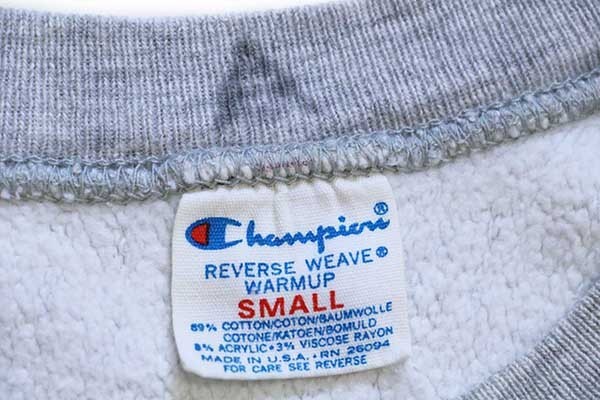 Champion®
REVERSE WEAVE®
WARMUP
SMALL
89% COTTON/COTON/BAUMWOLLE
COTONE/KATOEN/BOMULD
8% ACRYLIC•3% VISCOSE RAYON
MADE IN U.S.A.•RN 26094
FOR CARE SEE REVERSE